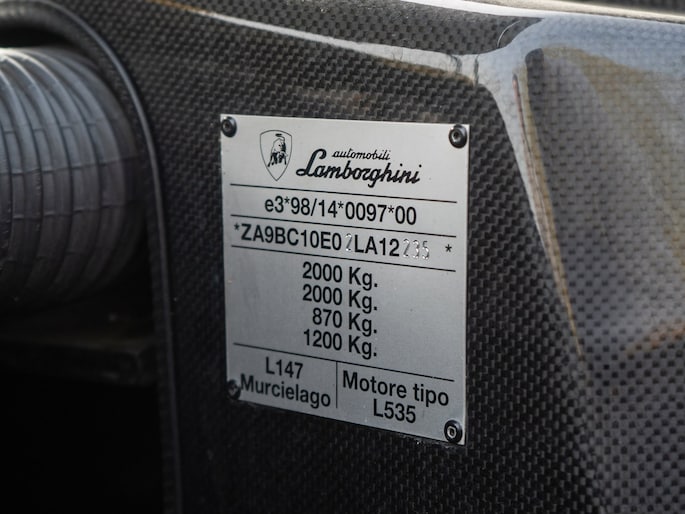 automobili
Lamborghini
e3*98/14*0097*00
*ZA9BC10E02LA12235 *
2000 Kg.
2000 Kg.
870 Kg.
1200 Kg.
L147
Murcielago
Motore tipo
L535